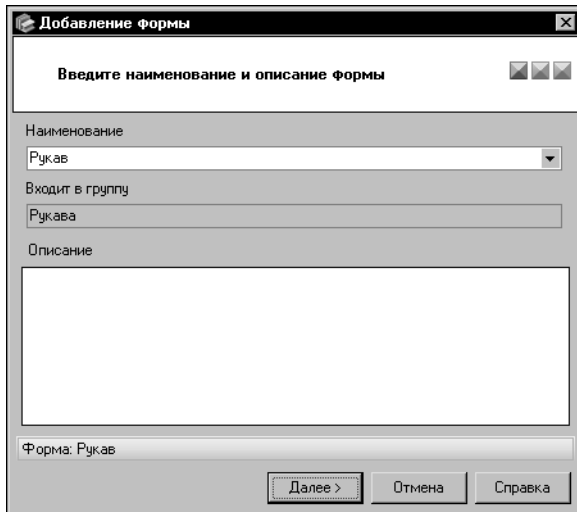 Добавление формы
Введите наименование и описание формы
Наименование
Рукав
Входит в группу
Рукава
Описание
Форма: Рукав
Далее > Отмена Справка